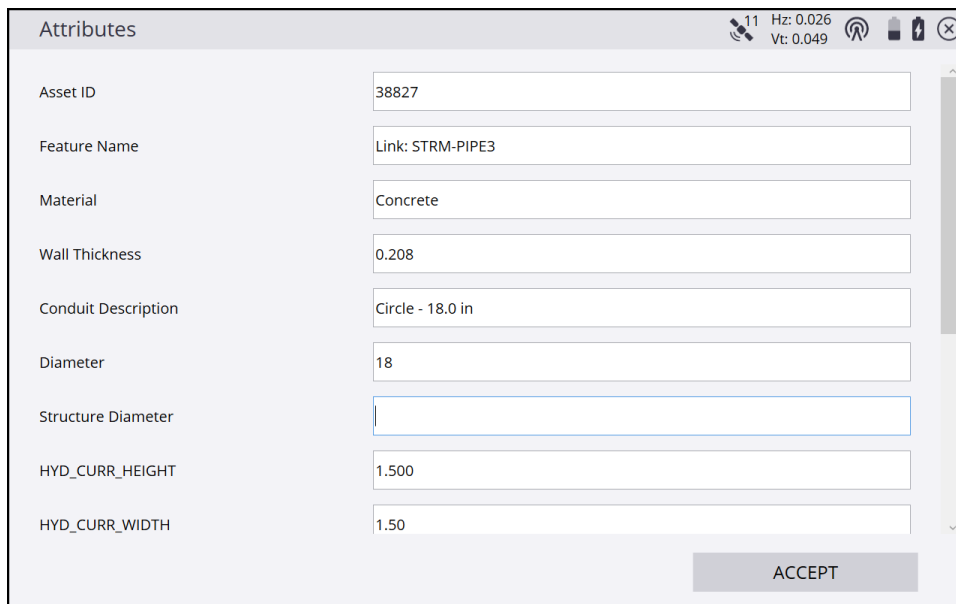 Attributes
11
Hz: 0.026
Vt: 0.049
Asset ID
38827
Feature Name
Link: STRM-PIPE3
Material
Concrete
Wall Thickness
0.208
Conduit Description
Circle - 18.0 in
Diameter
18
Structure Diameter
HYD_CURR_HEIGHT
1.500
HYD_CURR_WIDTH
1.50
ACCEPT